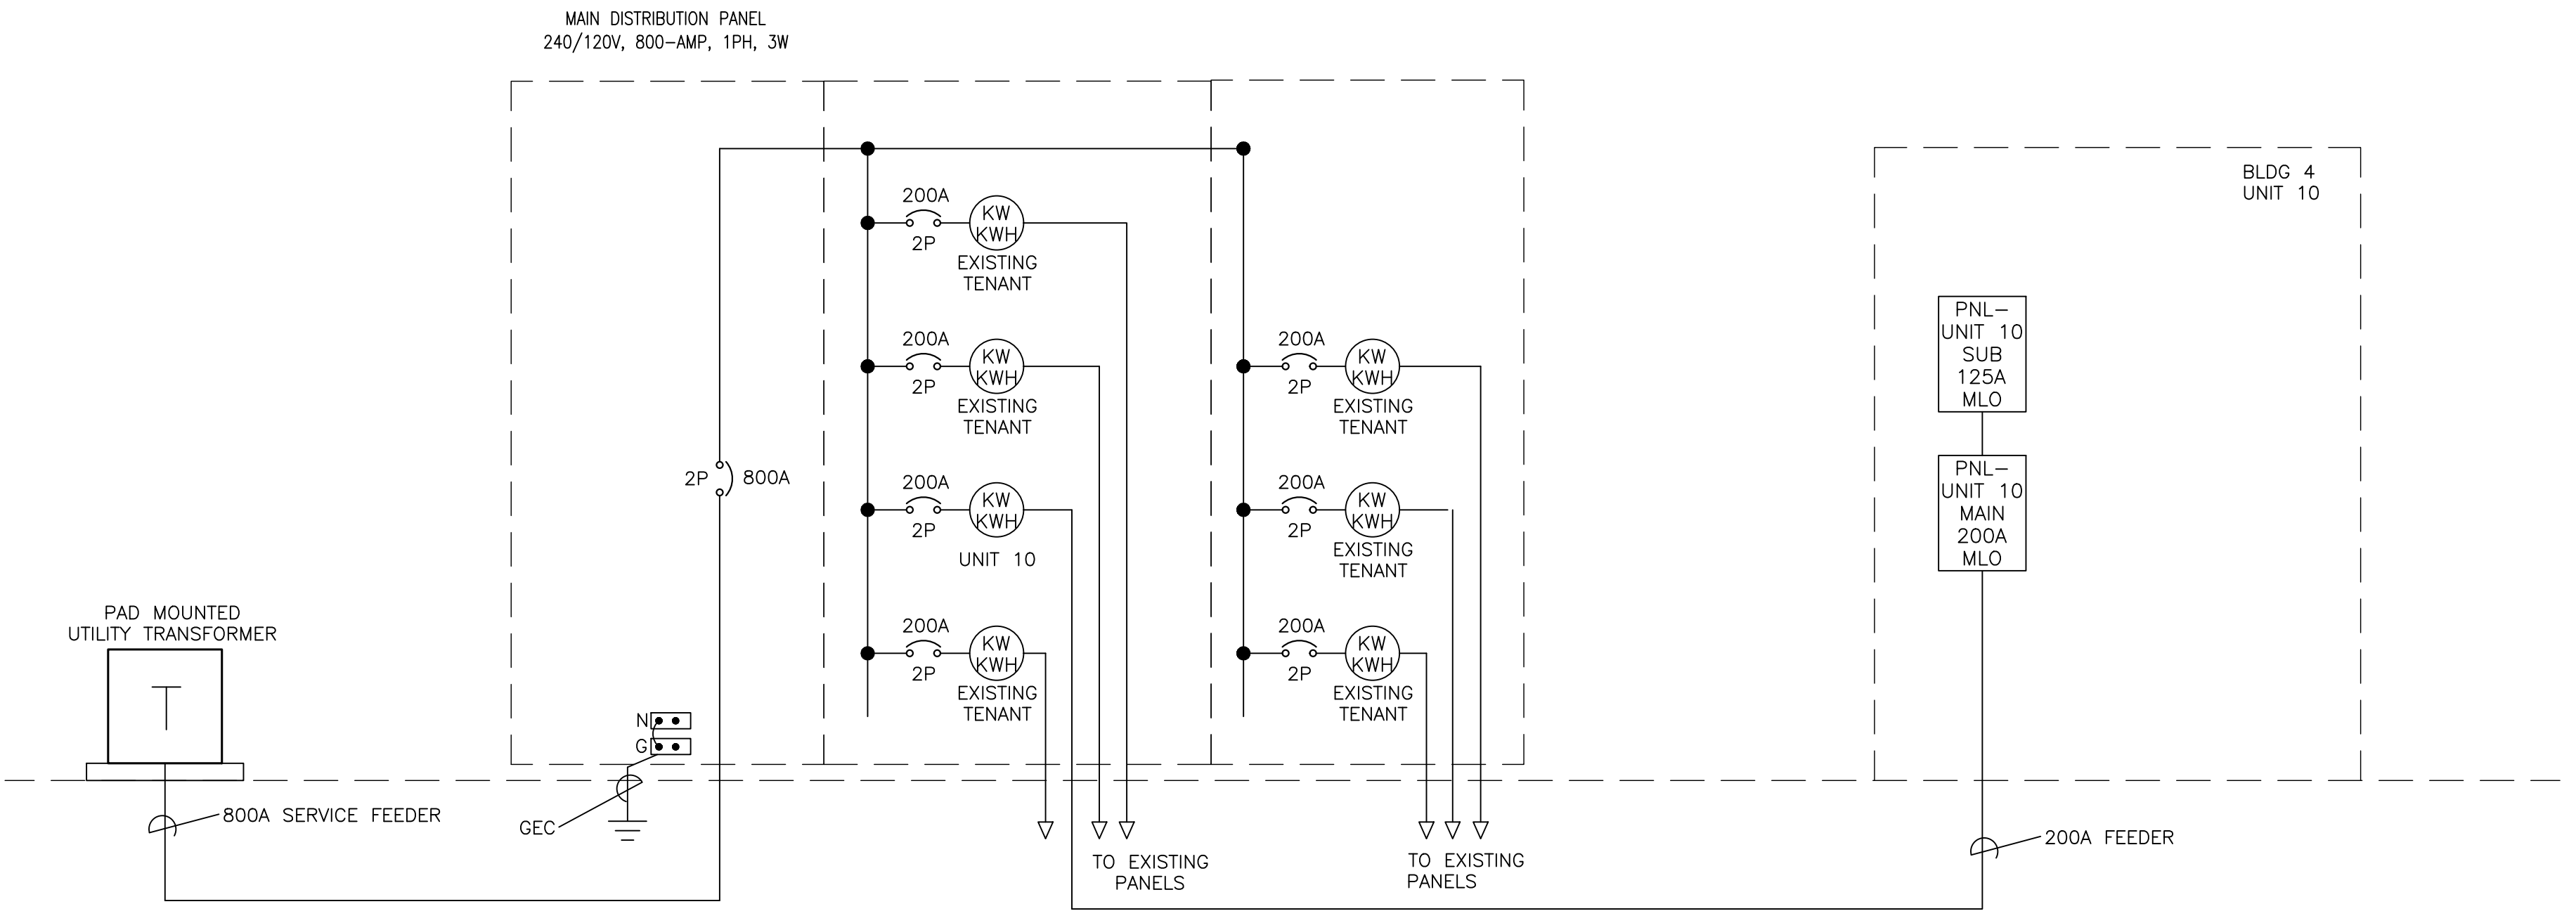 MAIN DISTRIBUTION PANEL
240/120V, 800-AMP, 1PH, 3W
BLDG 4
UNIT 10
200A
KW
KWH
2P
EXISTING
TENANT
200A
KW
KWH
2P
EXISTING
TENANT
200A
KW
KWH
2P
UNIT 10
200A
KW
KWH
2P
EXISTING
TENANT
200A
KW
KWH
2P
EXISTING
TENANT
200A
KW
KWH
2P
EXISTING
TENANT
200A
KW
KWH
2P
EXISTING
TENANT
PNL-
UNIT 10
SUB
125A
MLO
PNL-
UNIT 10
MAIN
200A
MLO
2P 800A
PAD MOUNTED
UTILITY TRANSFORMER
T
N
G
800A SERVICE FEEDER
GEC
TO EXISTING
PANELS
TO EXISTING
PANELS
200A FEEDER